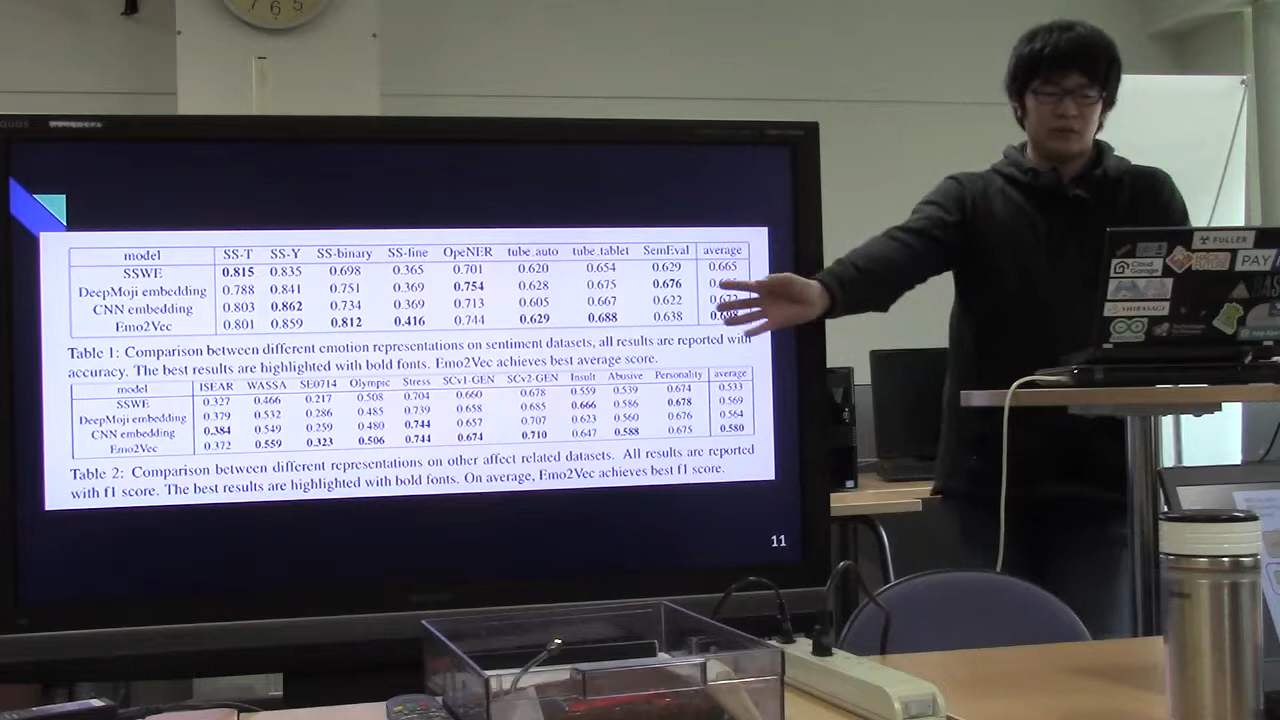 7 6 5
model SS-T SS-Y SS-binary SS-fine OpeNER tube_auto tube_tablet SemEval average
SSWE 0.815 0.835 0.698 0.365 0.701 0.620 0.654 0.629 0.665
DeepMoji embedding 0.788 0.841 0.751 0.369 0.754 0.628 0.675 0.676
CNN embedding 0.803 0.862 0.734 0.369 0.713 0.605 0.667 0.622
Emo2Vec 0.801 0.859 0.812 0.416 0.744 0.629 0.688 0.638
Table 1: Comparison between different emotion representations on sentiment datasets, all results are reported with
accuracy. The best results are highlighted with bold fonts. Emo2Vec achieves best average score.
model ISEAR WASSA SE0714 Olympic Stress SCv1-GEN SCv2-GEN Insult Abusive Personality average
SSWE 0.327 0.466 0.217 0.508 0.704 0.660 0.678 0.559 0.539 0.674 0.533
DeepMoji embedding 0.379 0.532 0.286 0.485 0.739 0.658 0.685 0.666 0.586 0.678 0.569
CNN embedding 0.384 0.549 0.259 0.480 0.744 0.657 0.707 0.623 0.560 0.676 0.564
Emo2Vec 0.372 0.559 0.323 0.506 0.744 0.674 0.710 0.647 0.588 0.675 0.580
Table 2: Comparison between different representations on other affect related datasets. All results are reported
with f1 score. The best results are highlighted with bold fonts. On average, Emo2Vec achieves best f1 score.
11
FULLER
Cloud
Garage
PAY
SHIRASAGI